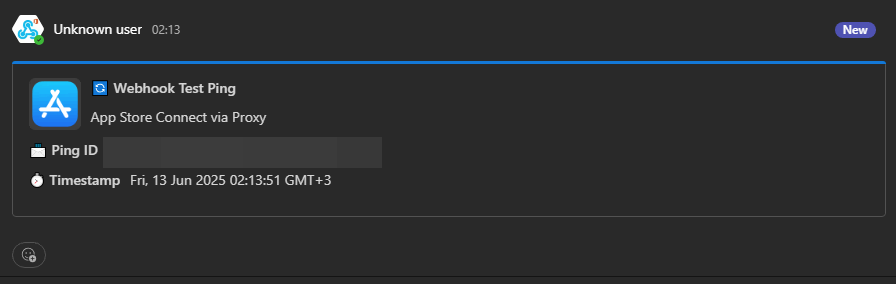 Unknown user 02:13
New
Webhook Test Ping
App Store Connect via Proxy
Ping ID
Timestamp Fri, 13 Jun 2025 02:13:51 GMT+3